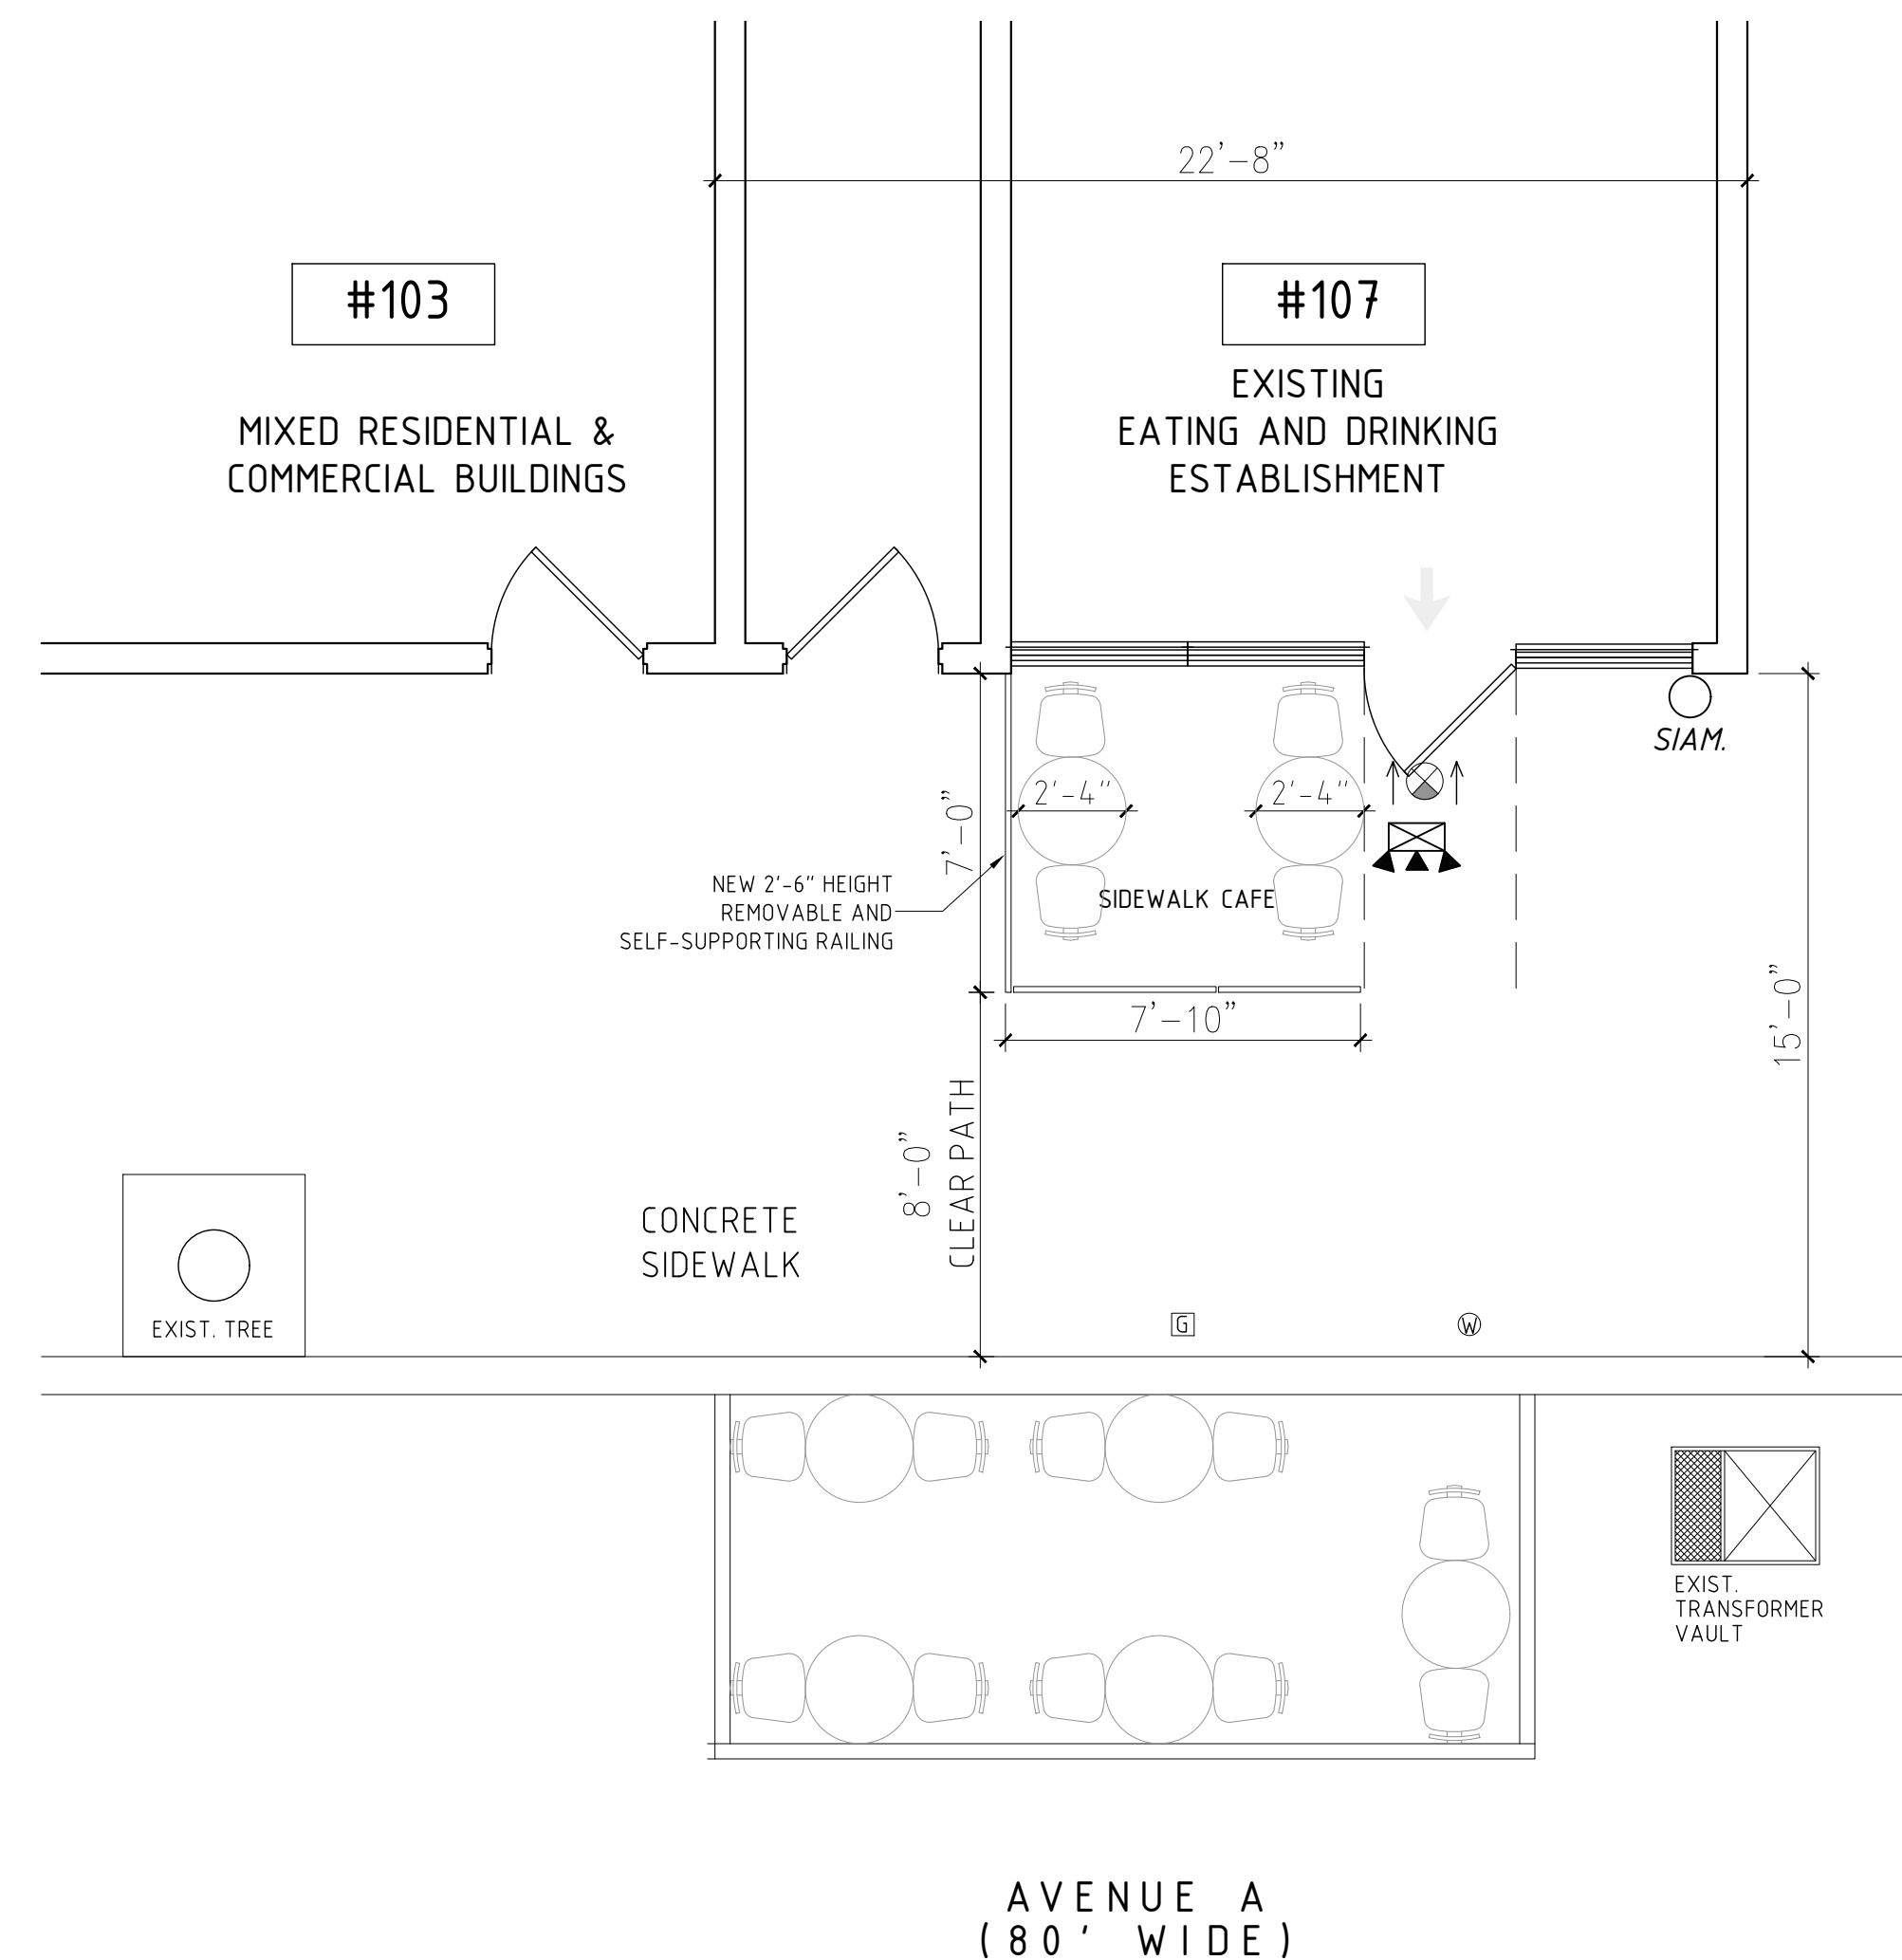 22'-8"
#103
#107
EXISTING
EATING AND DRINKING
ESTABLISHMENT
MIXED RESIDENTIAL &
COMMERCIAL BUILDINGS
SIAM.
2'-4"
2'-4"
7'-0"
NEW 2'-6" HEIGHT
REMOVABLE AND
SELF-SUPPORTING RAILING
SIDEWALK CAFE
7'-10"
15'-0"
8'-0"
CLEAR PATH
CONCRETE
SIDEWALK
EXIST. TREE
G
W
EXIST.
TRANSFORMER
VAULT
AVENUE A
(80' WIDE)